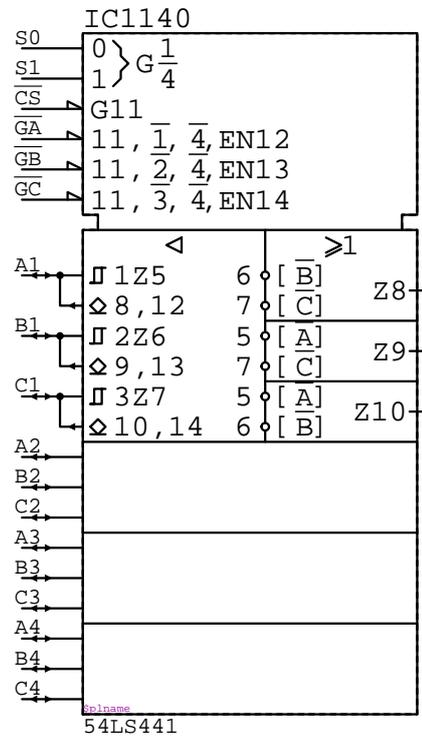 IC1140
S0 0 } G 1
S1 1 4
CS G11
GA 11, 1, 4, EN12
GB 11, 2, 4, EN13
GC 11, 3, 4, EN14
◁ ⩾1
A1 1Z5 6 [ B] Z8
8,12 7 [ C]
B1 2Z6 5 [ A] Z9
9,13 7 [ C]
C1 3Z7 5 [ A] Z10
10,14 6 [ B]
A2
B2
C2
A3
B3
C3
A4
B4
C4
$plname
54LS441